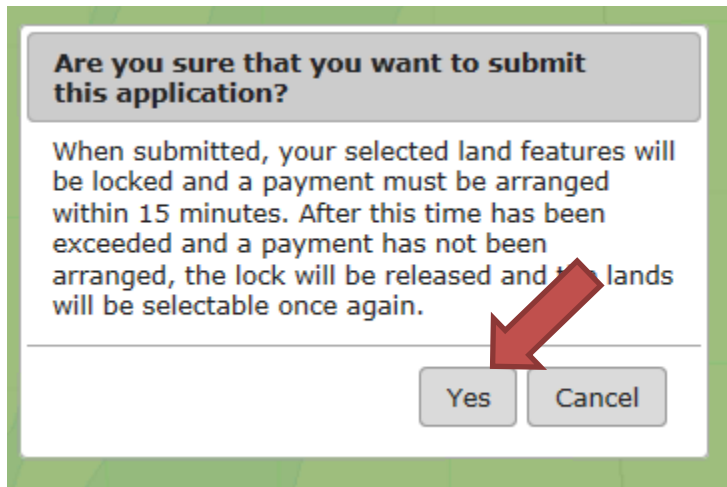 Are you sure that you want to submit
this application?
When submitted, your selected land features will
be locked and a payment must be arranged
within 15 minutes. After this time has been
exceeded and a payment has not been
arranged, the lock will be released and the lands
will be selectable once again.
Yes
Cancel